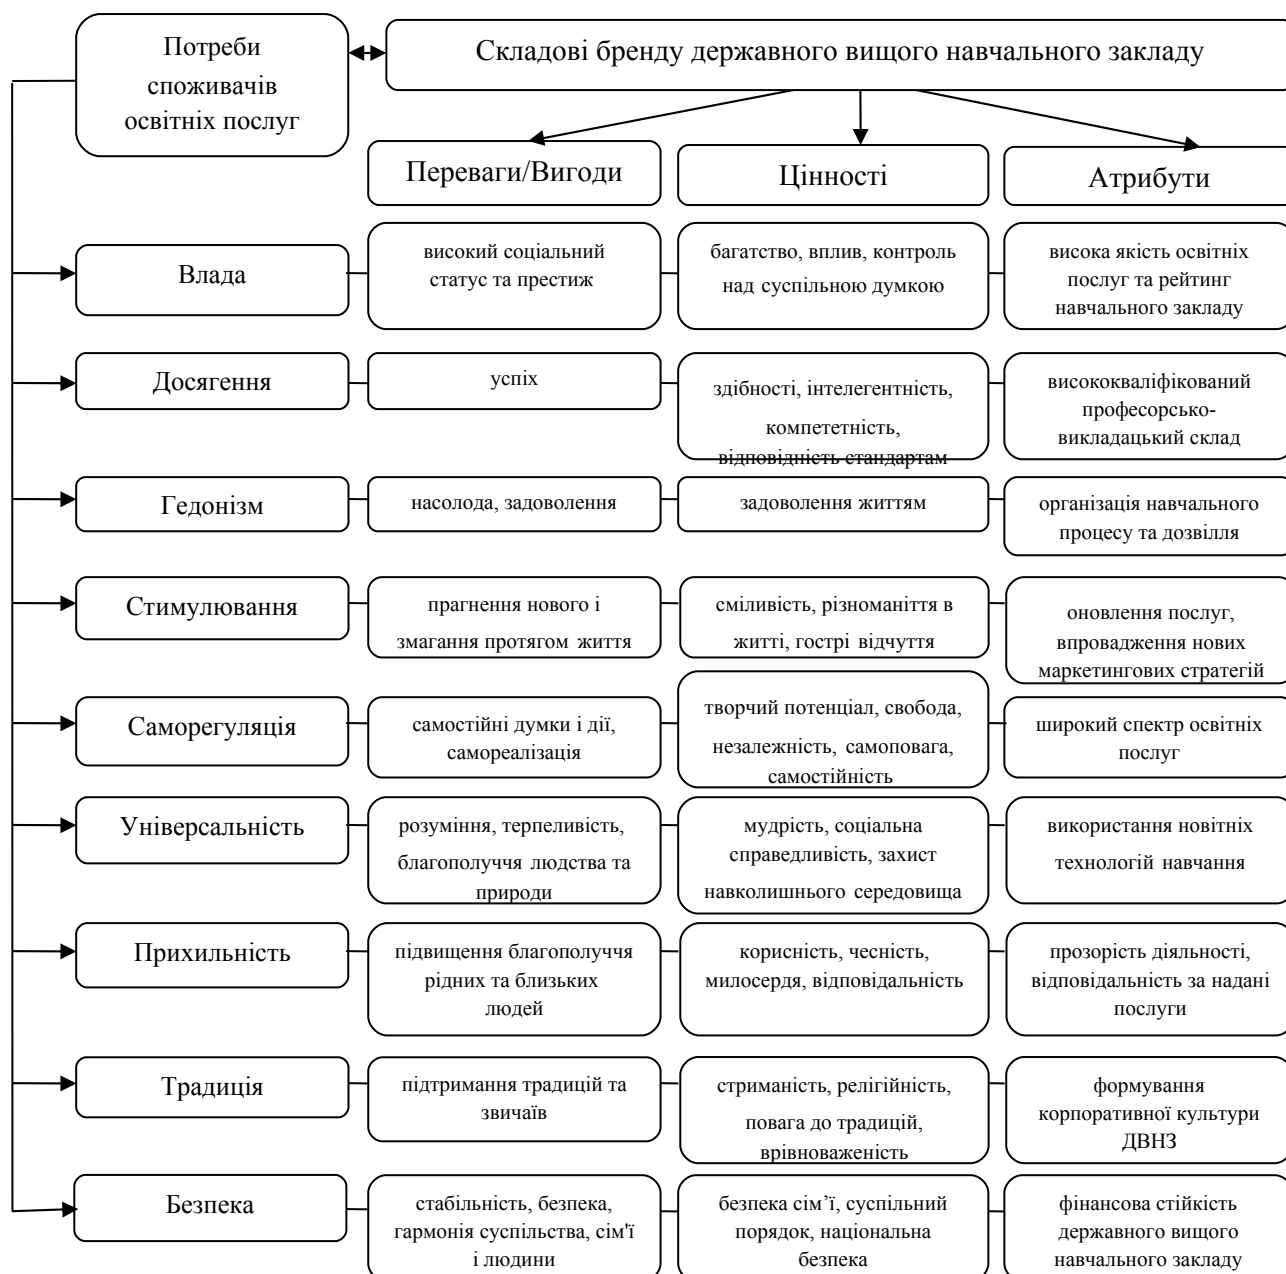 Потреби
споживачів
освітніх послуг
Складові бренду державного вищого навчального закладу
Переваги/Вигоди
Цінності
Атрибути
Влада
високий соціальний
статус та престиж
багатство, вплив, контроль
над суспільною думкою
висока якість освітніх
послуг та рейтинг
навчального закладу
Досягення
успіх
здібності, інтелегентність,
компететність,
відповідність стандартам
висококваліфікований
професорсько-
викладацький склад
Гедонізм
насолода, задоволення
задоволення життям
організація навчального
процесу та дозвілля
Стимулювання
прагнення нового і
змагання протягом життя
сміливість, різноманіття в
житті, гострі відчуття
оновлення послуг,
впровадження нових
маркетингових стратегій
Саморегуляція
самостійні думки і дії,
самореалізація
творчий потенціал, свобода,
незалежність, самоповага,
самостійність
широкий спектр освітніх
послуг
Універсальність
розуміння, терпеливість,
благополуччя людства та
природи
мудрість, соціальна
справедливість, захист
навколишнього середовища
використання новітніх
технологій навчання
Прихильність
підвищення благополуччя
рідних та близьких
людей
корисність, чесність,
милосердя, відповідальність
прозорість діяльності,
відповідальність за надані
послуги
Традиція
підтримання традицій та
звичаїв
стриманість, релігійність,
повага до традицій,
врівноваженість
формування
корпоративної культури
ДВНЗ
Безпека
стабільність, безпека,
гармонія суспільства, сім'ї
і людини
безпека сім’ї, суспільний
порядок, національна
безпека
фінансова стійкість
державного вищого
навчального закладу